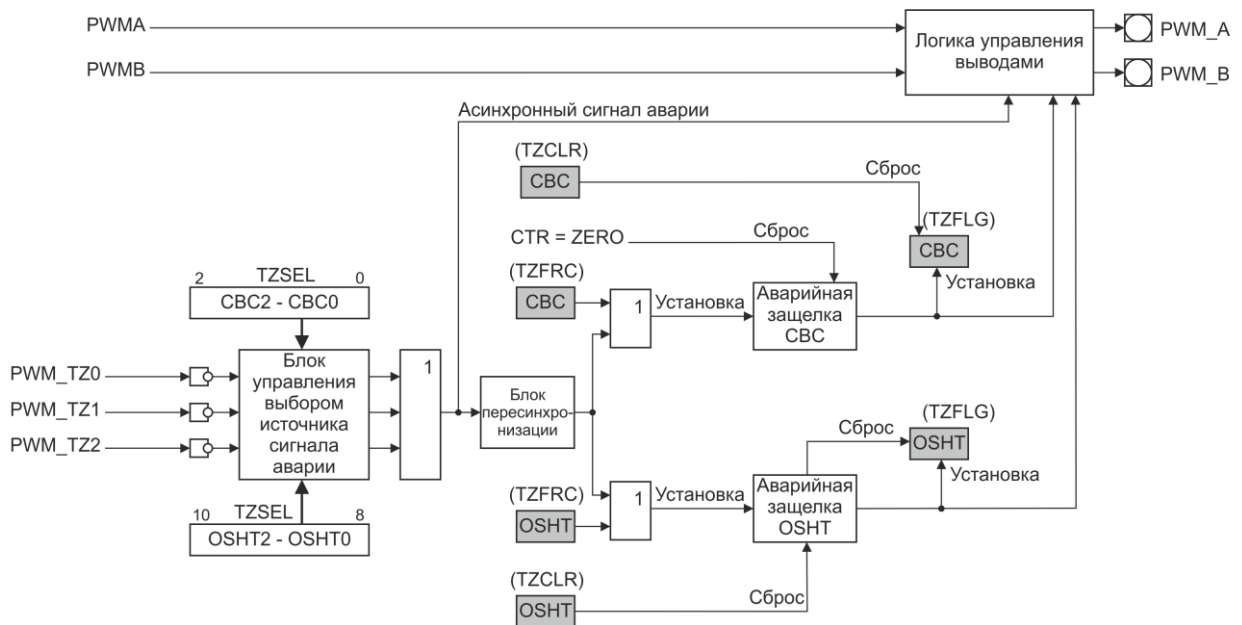 PWMA
Логика управления
выводами
PWM_A
PWMB
PWM_B
Асинхронный сигнал аварии
(TZCLR)
CBC
Сброс
(TZFLG)
CBC
CTR = ZERO
Сброс
(TZFRC)
CBC
1
Установка
Аварийная
защелка
CBC
Установка
2 TZSEL 0
CBC2 - CBC0
PWM_TZ0
PWM_TZ1
PWM_TZ2
Блок
управления
выбором
источника
сигнала
аварии
1
Блок
пересинхро-
низации
10 TZSEL 8
OSHT2 - OSHT0
(TZFRC)
OSHT
1
Установка
Аварийная
защелка
OSHT
Сброс
(TZFLG)
OSHT
Установка
(TZCLR)
OSHT
Сброс